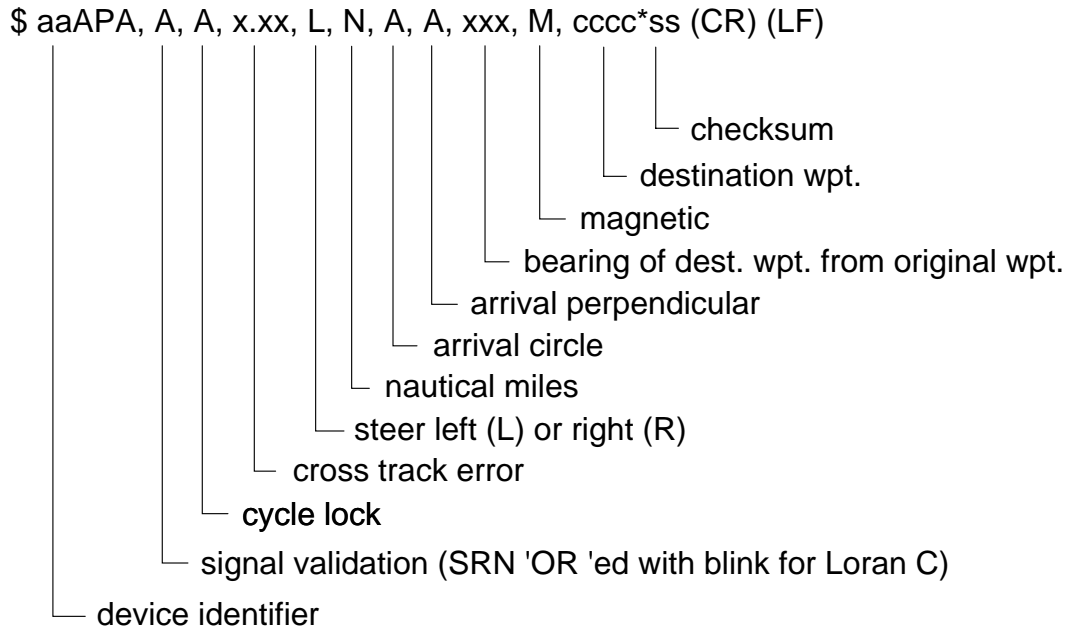 $ aaAPA, A, A, x.xx, L, N, A, A, xxx, M, cccc*ss (CR) (LF)
checksum
destination wpt.
magnetic
bearing of dest. wpt. from original wpt.
arrival perpendicular
arrival circle
nautical miles
steer left (L) or right (R)
cross track error
cycle lock
signal validation (SRN 'OR 'ed with blink for Loran C)
device identifier